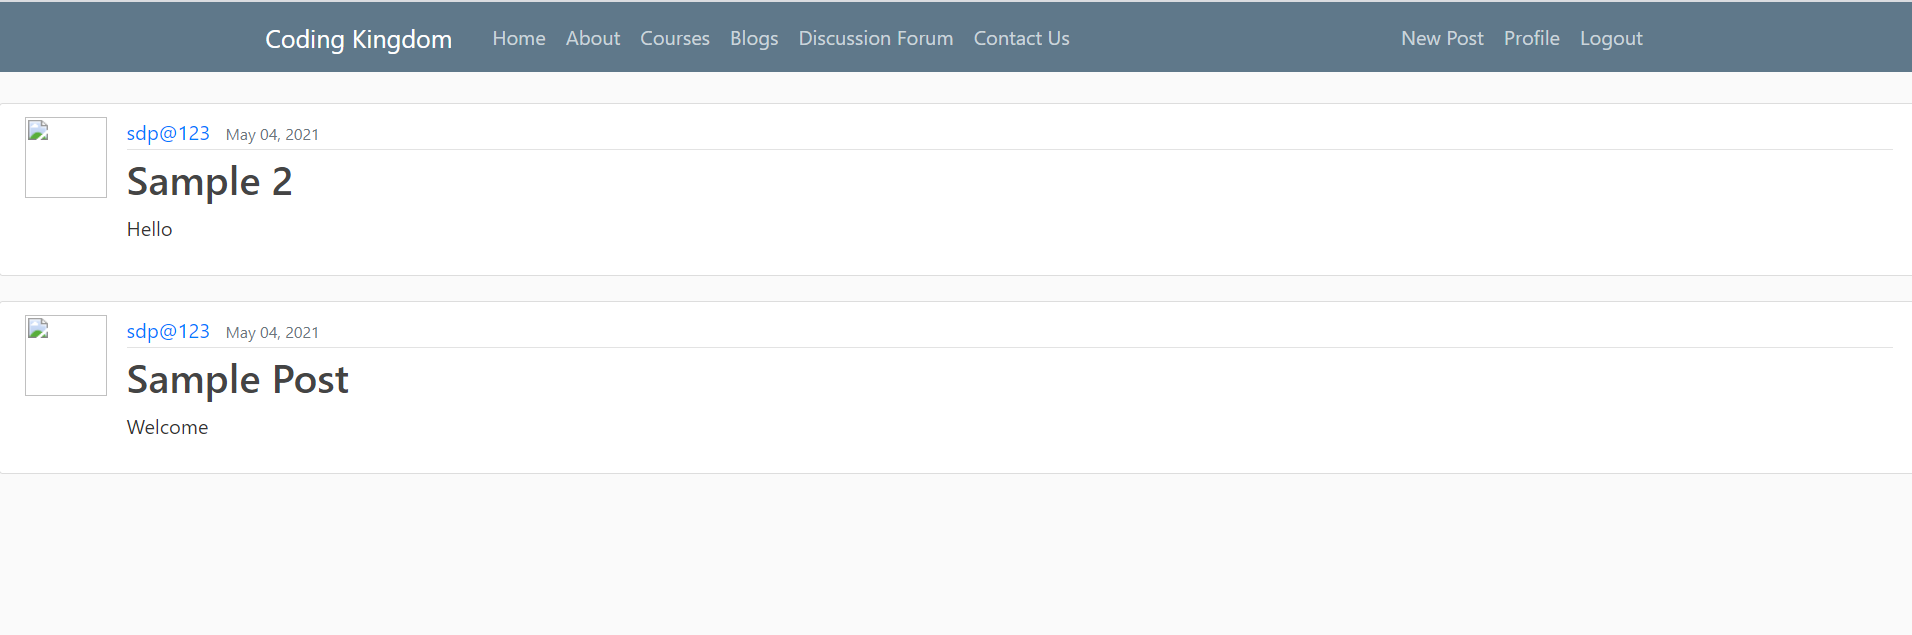 Coding Kingdom Home About Courses Blogs Discussion Forum Contact Us New Post Profile Logout
sdp@123 May 04, 2021
Sample 2
Hello
sdp@123 May 04, 2021
Sample Post
Welcome